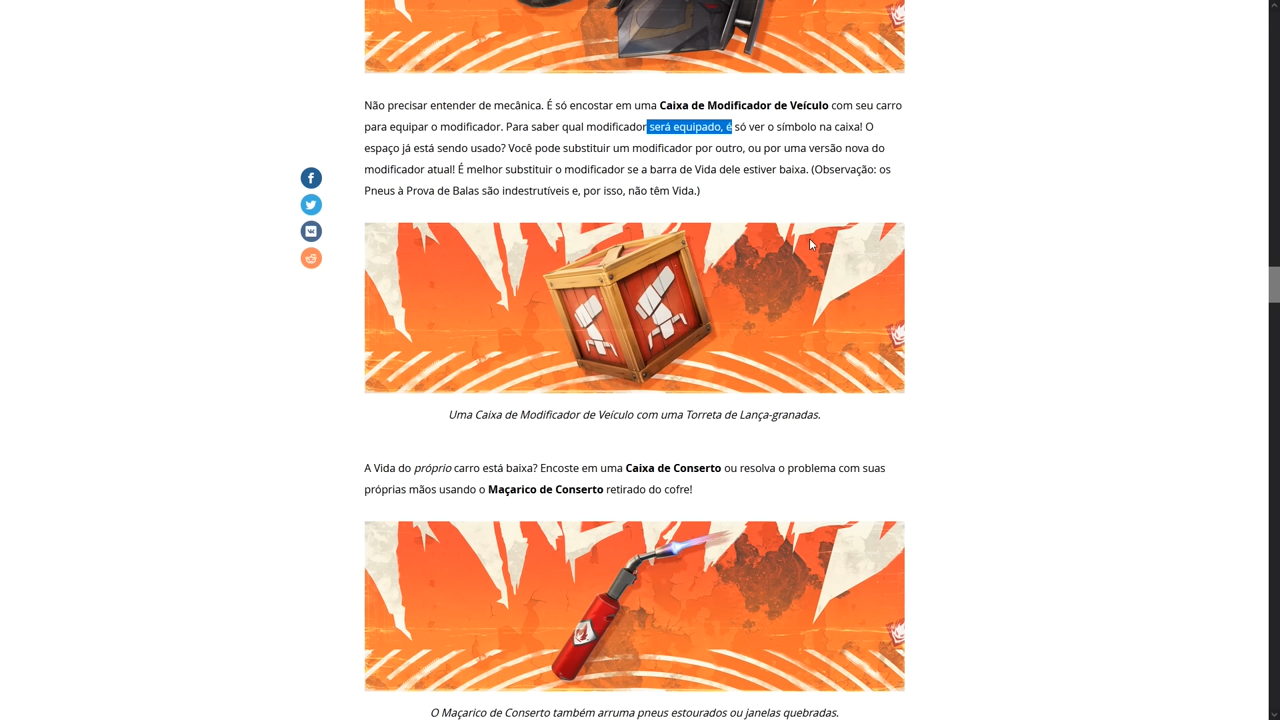 Não precisar entender de mecânica. É só encostar em uma Caixa de Modificador de Veículo com seu carro
para equipar o modificador. Para saber qual modificador será equipado, é só ver o símbolo na caixa! O
espaço já está sendo usado? Você pode substituir um modificador por outro, ou por uma versão nova do
modificador atual! É melhor substituir o modificador se a barra de Vida dele estiver baixa. (Observação: os
Pneus à Prova de Balas são indestrutíveis e, por isso, não têm Vida.)
Uma Caixa de Modificador de Veículo com uma Torreta de Lança-granadas.
A Vida do próprio carro está baixa? Encoste em uma Caixa de Conserto ou resolva o problema com suas
próprias mãos usando o Maçarico de Conserto retirado do cofre!
O Maçarico de Conserto também arruma pneus estourados ou janelas quebradas.